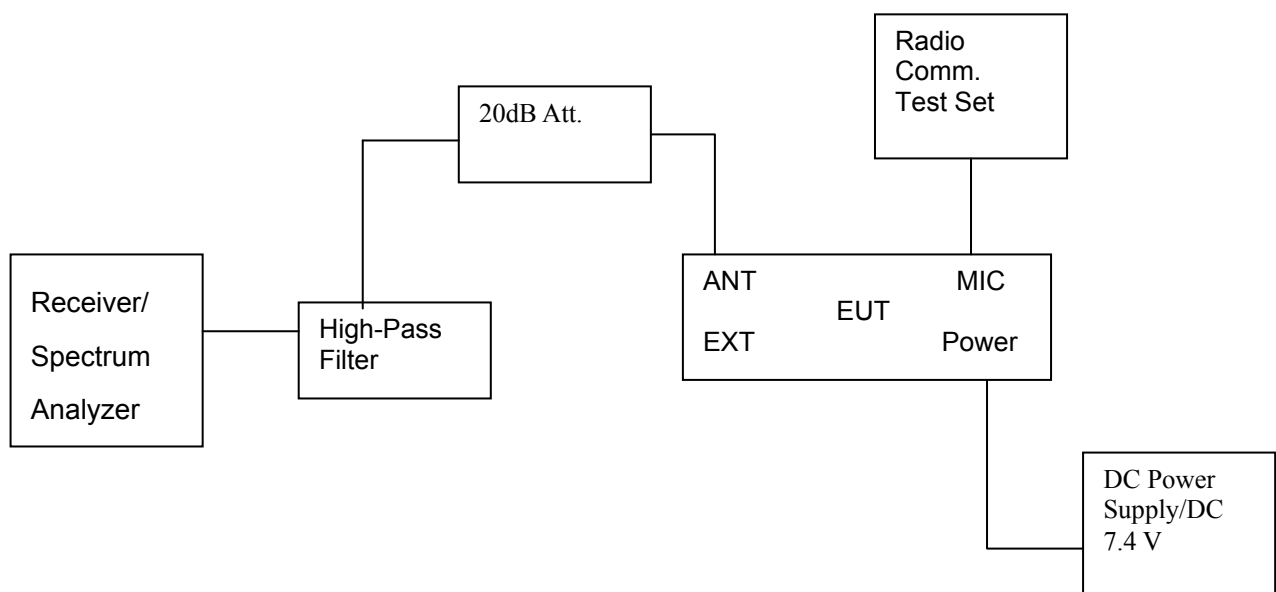 Radio
Comm.
Test Set
20dB Att.
Receiver/
Spectrum
Analyzer
High-Pass
Filter
ANT
MIC
EUT
EXT
Power
DC Power
Supply/DC
7.4 V